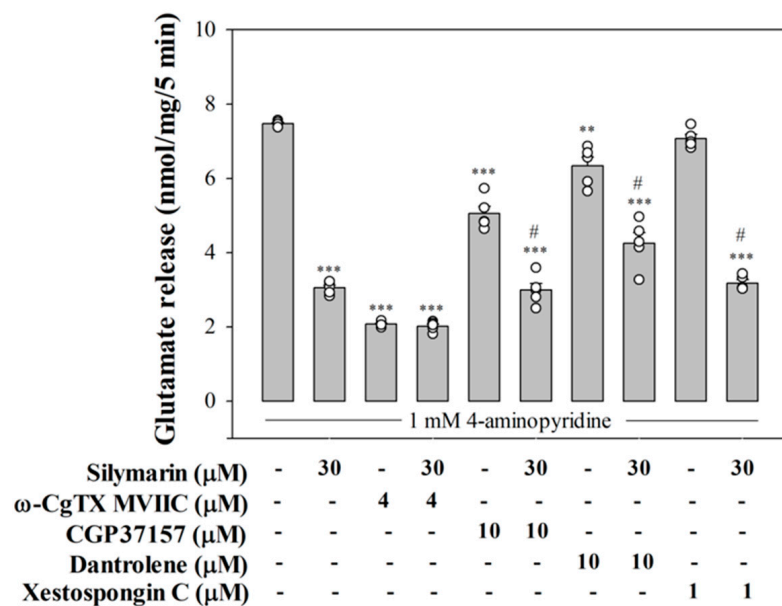 Glutamate release (nmol/mg/5 min)
10
8
6
4
2
0
***
***
***
***
#
***
**
#
***
#
***
1 mM 4-aminopyridine
Silymarin (μM) - 30 - 30 - 30 - 30 - 30
ω-CgTX MVIIC (μM) - - 4 4 - - - - - -
CGP37157 (μM) - - - - 10 10 - - - -
Dantrolene (μM) - - - - - - 10 10 - -
Xestospongin C (μM) - - - - - - - - 1 1